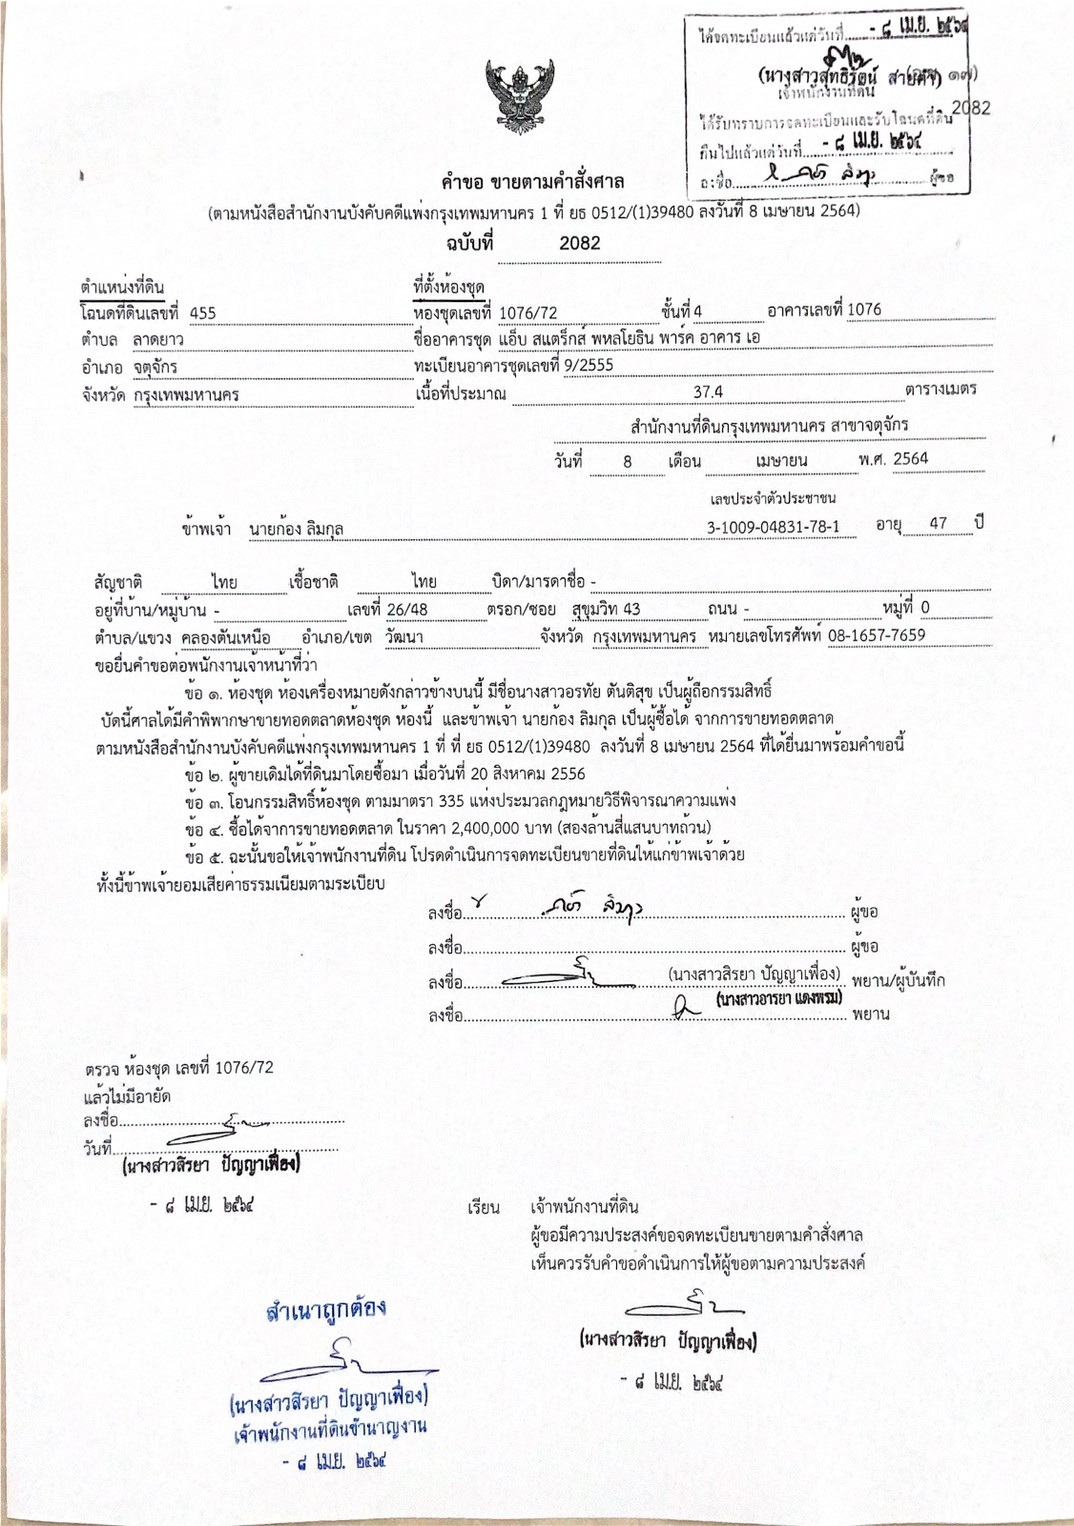 ได้จดทะเบียนแล้วแต่วันที่ - ๘ เม.ย. ๒๕๖๔
(นางสาวสุทธิรัตน์ สายคำ) ๑๗)
เจ้าพนักงานที่ดิน
2082
ได้รับทราบการจดทะเบียนและรับโฉนดที่ดิน
คืนไปแล้วแต่วันที่ - ๘ เม.ย. ๒๕๖๔
ลงชื่อ ผู้ขอ
คำขอ ขายตามคำสั่งศาล
(ตามหนังสือสำนักงานบังคับคดีแพ่งกรุงเทพมหานคร 1 ที่ ยธ 0512/(1)39480 ลงวันที่ 8 เมษายน 2564)
ฉบับที่ 2082
ตำแหน่งที่ดิน ที่ตั้งห้องชุด
โฉนดที่ดินเลขที่ 455 ห้องชุดเลขที่ 1076/72 ชั้นที่ 4 อาคารเลขที่ 1076
ตำบล ลาดยาว ชื่ออาคารชุด แอ็บ สแตร็กส์ พหลโยธิน พาร์ค อาคาร เอ
อำเภอ จตุจักร ทะเบียนอาคารชุดเลขที่ 9/2555
จังหวัด กรุงเทพมหานคร เนื้อที่ประมาณ 37.4 ตารางเมตร
สำนักงานที่ดินกรุงเทพมหานคร สาขาจตุจักร
วันที่ 8 เดือน เมษายน พ.ศ. 2564
เลขประจำตัวประชาชน
ข้าพเจ้า นายก้อง ลิมกุล 3-1009-04831-78-1 อายุ 47 ปี
สัญชาติ ไทย เชื้อชาติ ไทย บิดา/มารดาชื่อ -
อยู่ที่บ้าน/หมู่บ้าน - เลขที่ 26/48 ตรอก/ซอย สุขุมวิท 43 ถนน - หมู่ที่ 0
ตำบล/แขวง คลองตันเหนือ อำเภอ/เขต วัฒนา จังหวัด กรุงเทพมหานคร หมายเลขโทรศัพท์ 08-1657-7659
ขอยื่นคำขอต่อพนักงานเจ้าหน้าที่ว่า
ข้อ ๑. ห้องชุด ห้องเครื่องหมายดังกล่าวข้างบนนี้ มีชื่อนางสาวอรทัย ตันติสุข เป็นผู้ถือกรรมสิทธิ์
บัดนี้ศาลได้มีคำพิพากษาขายทอดตลาดห้องชุด ห้องนี้ และข้าพเจ้า นายก้อง ลิมกุล เป็นผู้ซื้อได้ จากการขายทอดตลาด
ตามหนังสือสำนักงานบังคับคดีแพ่งกรุงเทพมหานคร 1 ที่ ที่ ยธ 0512/(1)39480 ลงวันที่ 8 เมษายน 2564 ที่ได้ยื่นมาพร้อมคำขอนี้
ข้อ ๒. ผู้ขายเดิมได้ที่ดินมาโดยซื้อมา เมื่อวันที่ 20 สิงหาคม 2556
ข้อ ๓. โอนกรรมสิทธิ์ห้องชุด ตามมาตรา 335 แห่งประมวลกฎหมายวิธีพิจารณาความแพ่ง
ข้อ ๔. ซื้อได้จาการขายทอดตลาด ในราคา 2,400,000 บาท (สองล้านสี่แสนบาทถ้วน)
ข้อ ๕. ฉะนั้นขอให้เจ้าพนักงานที่ดิน โปรดดำเนินการจดทะเบียนขายที่ดินให้แก่ข้าพเจ้าด้วย
ทั้งนี้ข้าพเจ้ายอมเสียค่าธรรมเนียมตามระเบียบ
ลงชื่อ ผู้ขอ
ลงชื่อ ผู้ขอ
ลงชื่อ (นางสาวสิรยา ปัญญาเฟื่อง) พยาน/ผู้บันทึก
ลงชื่อ (นางสาวอารยา แดงพรม) พยาน
ตรวจ ห้องชุด เลขที่ 1076/72
แล้วไม่มีอายัด
ลงชื่อ
วันที่
(นางสาวสิรยา ปัญญาเฟื่อง)
- ๘ เม.ย. ๒๕๖๔
เรียน เจ้าพนักงานที่ดิน
ผู้ขอมีความประสงค์ขอจดทะเบียนขายตามคำสั่งศาล
เห็นควรรับคำขอดำเนินการให้ผู้ขอตามความประสงค์
(นางสาวสิรยา ปัญญาเฟื่อง)
- ๘ เม.ย. ๒๕๖๔
สำเนาถูกต้อง
(นางสาวสิรยา ปัญญาเฟื่อง)
เจ้าพนักงานที่ดินชำนาญงาน
- ๘ เม.ย. ๒๕๖๔